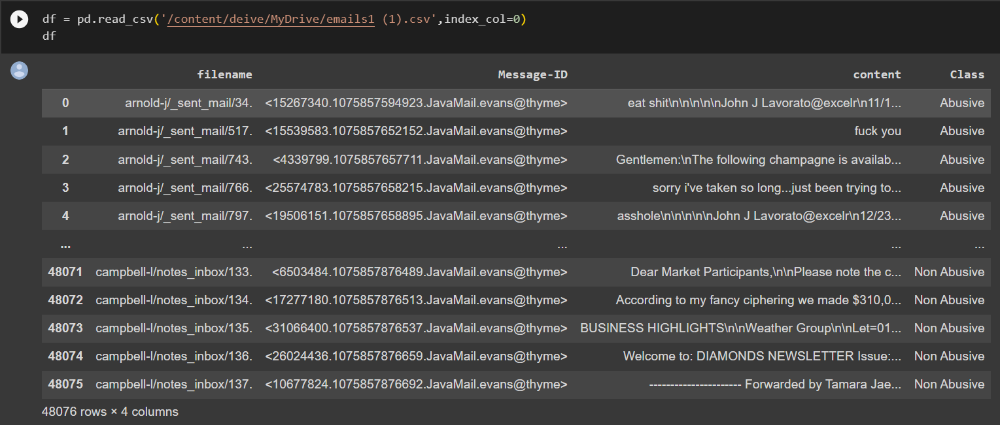 df = pd.read_csv('/content/deive/MyDrive/emails1 (1).csv',index_col=0)
df
filename Message-ID content Class
0 arnold-j/_sent_mail/34. <15267340.1075857594923.JavaMail.evans@thyme> eat shit\n\n\n\n\n\nJohn J Lavorato@excelr\n11/1... Abusive
1 arnold-j/_sent_mail/517. <15539583.1075857652152.JavaMail.evans@thyme> fuck you Abusive
2 arnold-j/_sent_mail/743. <4339799.1075857657711.JavaMail.evans@thyme> Gentlemen:\nThe following champagne is availab... Abusive
3 arnold-j/_sent_mail/766. <25574783.1075857658215.JavaMail.evans@thyme> sorry i've taken so long...just been trying to... Abusive
4 arnold-j/_sent_mail/797. <19506151.1075857658895.JavaMail.evans@thyme> asshole\n\n\n\n\n\nJohn J Lavorato@excelr\n12/23... Abusive
... ... ... ... ...
48071 campbell-l/notes_inbox/133. <6503484.1075857876489.JavaMail.evans@thyme> Dear Market Participants,\n\nPlease note the c... Non Abusive
48072 campbell-l/notes_inbox/134. <17277180.1075857876513.JavaMail.evans@thyme> According to my fancy ciphering we made $310,0... Non Abusive
48073 campbell-l/notes_inbox/135. <31066400.1075857876537.JavaMail.evans@thyme> BUSINESS HIGHLIGHTS\n\nWeather Group\n\nLet=01... Non Abusive
48074 campbell-l/notes_inbox/136. <26024436.1075857876659.JavaMail.evans@thyme> Welcome to: DIAMONDS NEWSLETTER Issue:... Non Abusive
48075 campbell-l/notes_inbox/137. <10677824.1075857876692.JavaMail.evans@thyme> ---------------------- Forwarded by Tamara Jae... Non Abusive
48076 rows × 4 columns